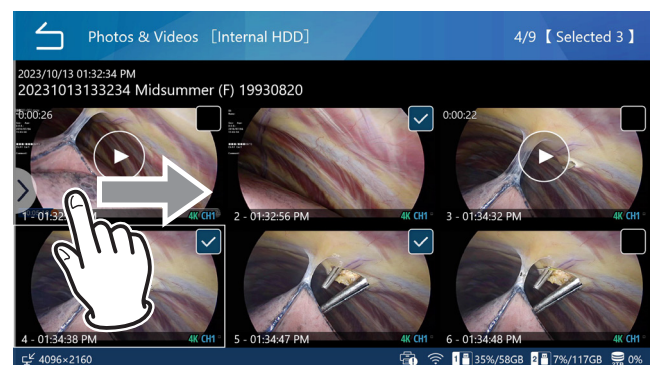 Photos & Videos [Internal HDD]
4/9【 Selected 3 】
2023/10/13 01:32:34 PM
20231013133234 Midsummer (F) 19930820
0:00:26
0:00:22
1 - 01:32 PM
4K CH1
2 - 01:32:56 PM
4K CH1
3 - 01:34:32 PM
4K CH1
4 - 01:34:38 PM
4K CH1
5 - 01:34:47 PM
4K CH1
6 - 01:34:48 PM
4K CH1
4096×2160
1 35%/58GB
2 7%/117GB
0%